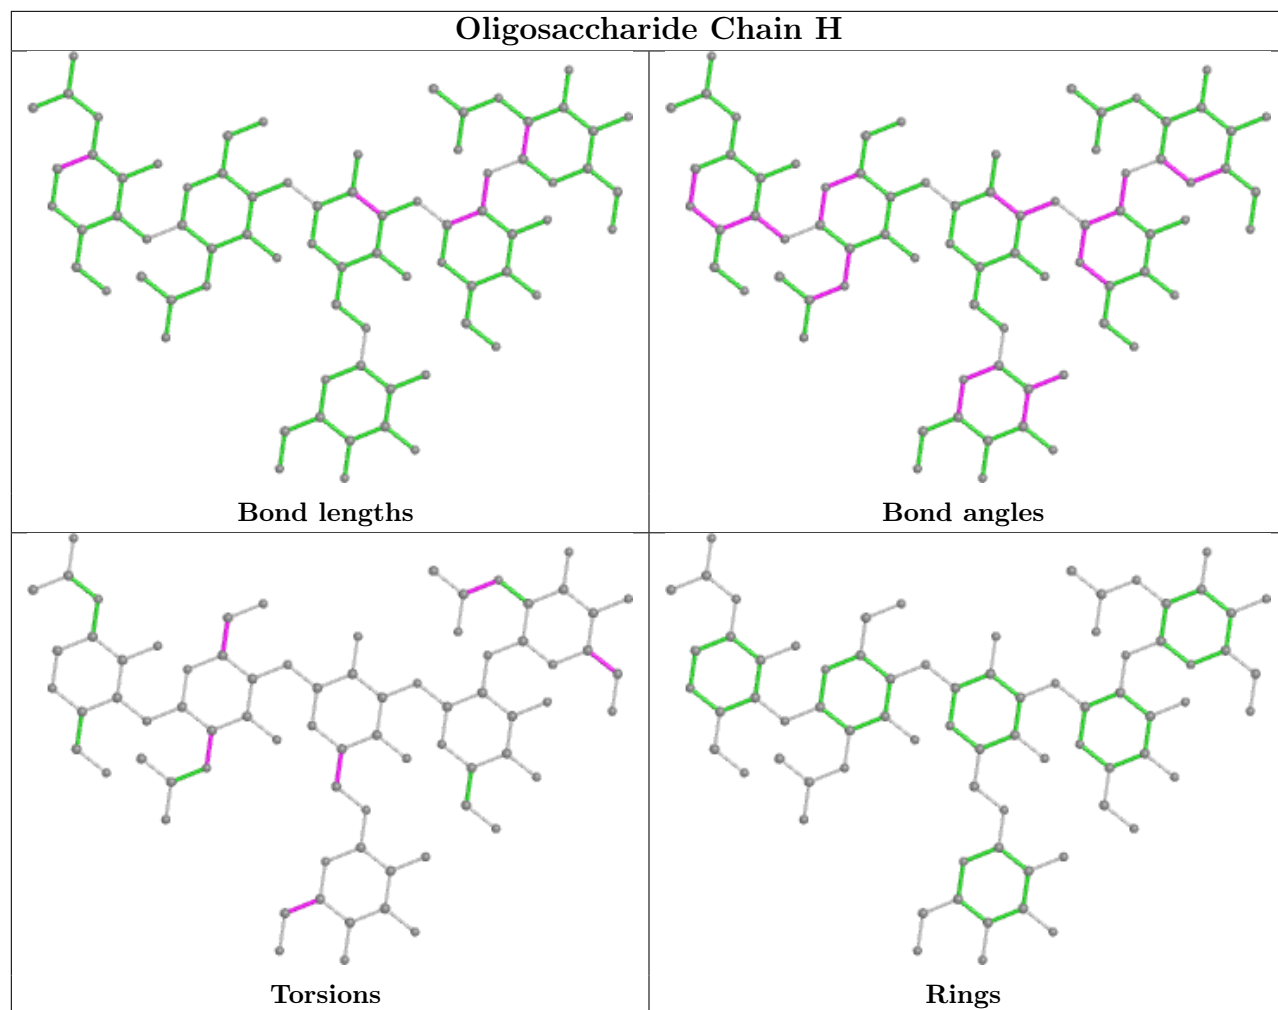 Oligosaccharide Chain H
Bond lengths
Bond angles
Torsions
Rings